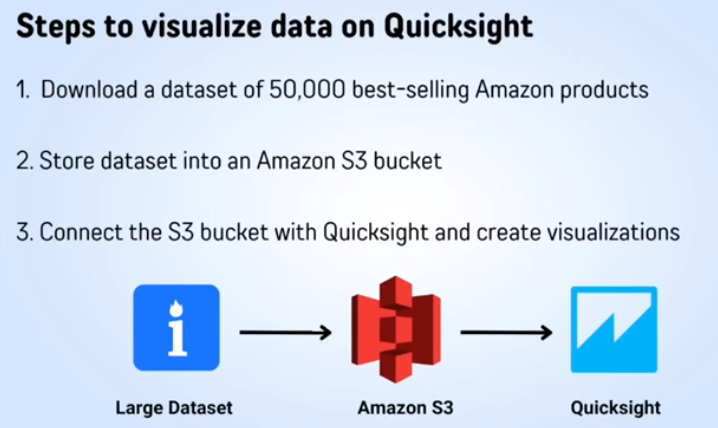 Steps to visualize data on Quicksight
1. Download a dataset of 50,000 best-selling Amazon products
2. Store dataset into an Amazon S3 bucket
3. Connect the S3 bucket with Quicksight and create visualizations
i
Large Dataset
Amazon S3
Quicksight